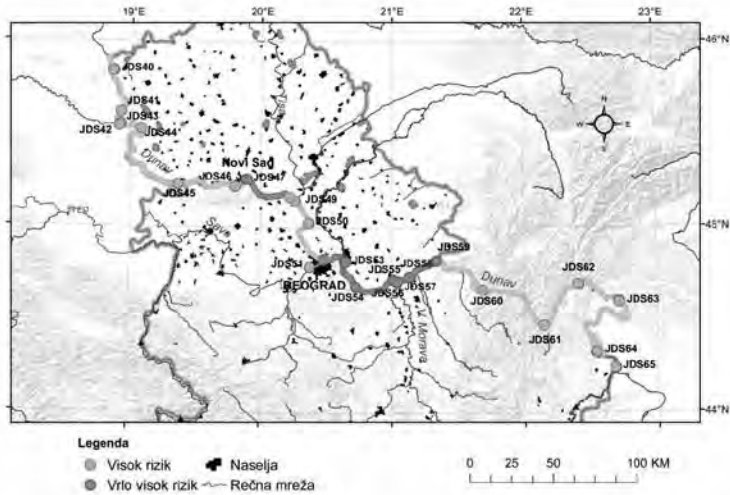 19°E 20°E 21°E 22°E 23°E
46°N
JDS40
JDS41
JDS43
JDS42
JDS44
Tisa
Dunav
Novi Sad
JDS46
JDS47
JDS45
JDS49
JDS50
45°N
Sava
JDS51
JDS53
BEOGRAD
JDS54
JDS55
JDS56
JDS57
JDS58
JDS59
V. Morava
Dunav
JDS60
JDS61
JDS62
JDS63
JDS64
JDS65
44°N
N
W E
S
Legenda
Visok rizik
Naselja
Vrlo visok rizik
Rečna mreža
0 25 50 100 KM